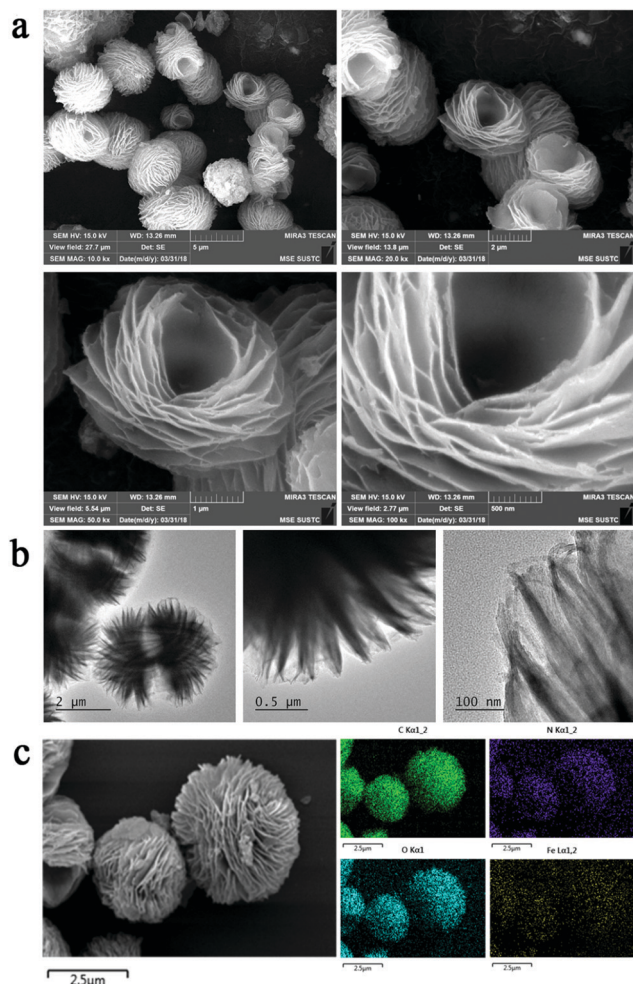 a
SEM HV: 15.0 kV WD: 13.26 mm MIRA3 TESCAN
View field: 27.7 µm Det: SE 5 µm
SEM MAG: 10.0 kx Date(m/d/y): 03/31/18 MSE SUSTC
SEM HV: 15.0 kV WD: 13.26 mm MIRA3 TESCAN
View field: 13.8 µm Det: SE 2 µm
SEM MAG: 20.0 kx Date(m/d/y): 03/31/18 MSE SUSTC
SEM HV: 15.0 kV WD: 13.26 mm MIRA3 TESCAN
View field: 5.54 µm Det: SE 1 µm
SEM MAG: 50.0 kx Date(m/d/y): 03/31/18 MSE SUSTC
SEM HV: 15.0 kV WD: 13.26 mm MIRA3 TESCAN
View field: 2.77 µm Det: SE 500 nm
SEM MAG: 100 kx Date(m/d/y): 03/31/18 MSE SUSTC
b
2 µm
0.5 µm
100 nm
c
2.5µm
C Kα1_2
2.5µm
N Kα1_2
2.5µm
O Kα1
2.5µm
Fe Lα1,2
2.5µm